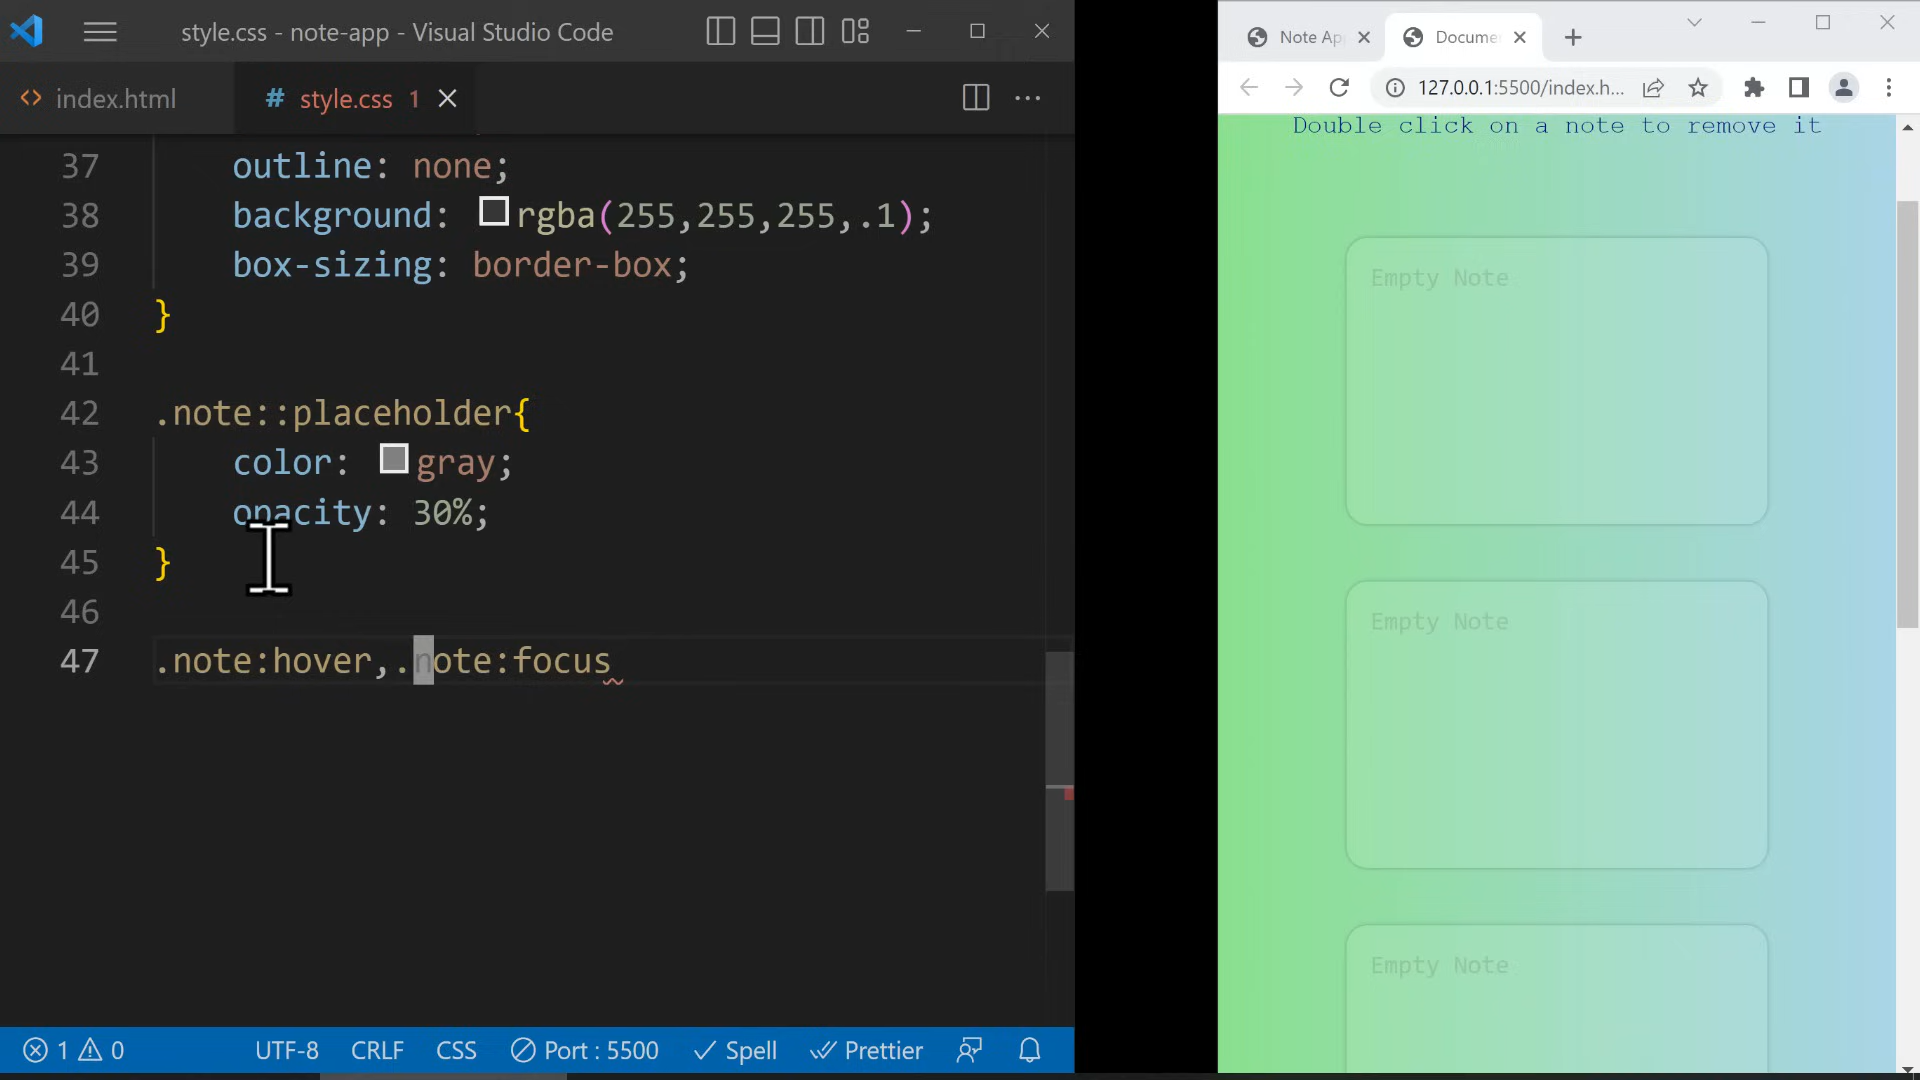 style.css - note-app - Visual Studio Code
index.html
# style.css 1
37 outline: none;
38 background: rgba(255,255,255,.1);
39 box-sizing: border-box;
40 }
41
42 .note::placeholder{
43 color: gray;
44 opacity: 30%;
45 }
46
47 .note:hover,.note:focus
1 0 UTF-8 CRLF CSS Port : 5500 Spell Prettier
Note Ap
Docume
127.0.0.1:5500/index.h...
Double click on a note to remove it
Empty Note
Empty Note
Empty Note